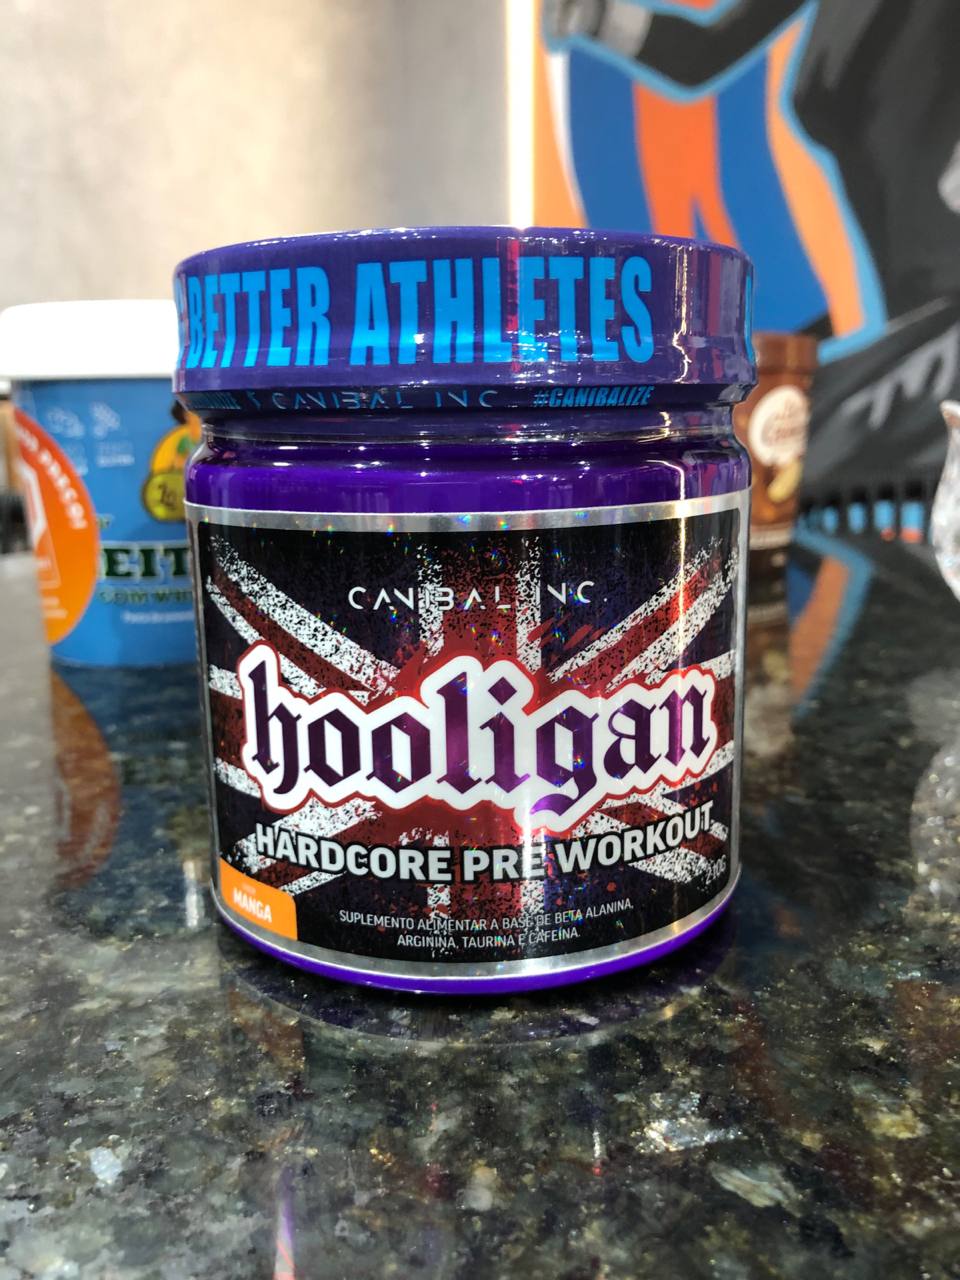 BETTER ATHLETES
CANIBAL INC #CANIBALIZE
CANIBAL INC.
hooligan
HARDCORE PRE WORKOUT
210G
MANGA
SUPLEMENTO ALIMENTAR A BASE DE BETA ALANINA,
ARGININA, TAURINA E CAFEÍNA.